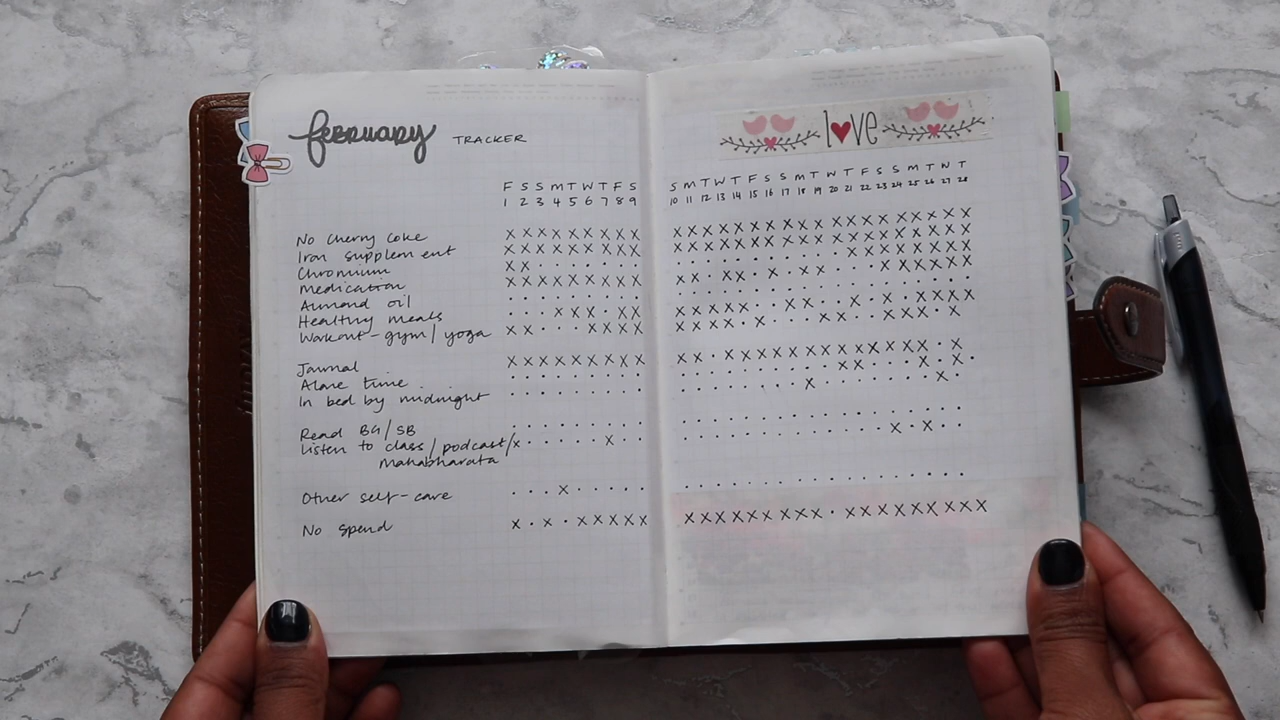 february TRACKER
F S S M T W T F S
1 2 3 4 5 6 7 8 9
No Cherry Coke
Iron supplement
Chromium
Medication
Almond oil
Healthy meals
Workout - gym / yoga
Journal
Alone time
In bed by midnight
Read BG / SB
Listen to class / podcast /
Mahabharata
Other self-care
No spend
love
S M T W T F S S M T W T F S S M T W T
10 11 12 13 14 15 16 17 18 19 20 21 22 23 24 25 26 27 28